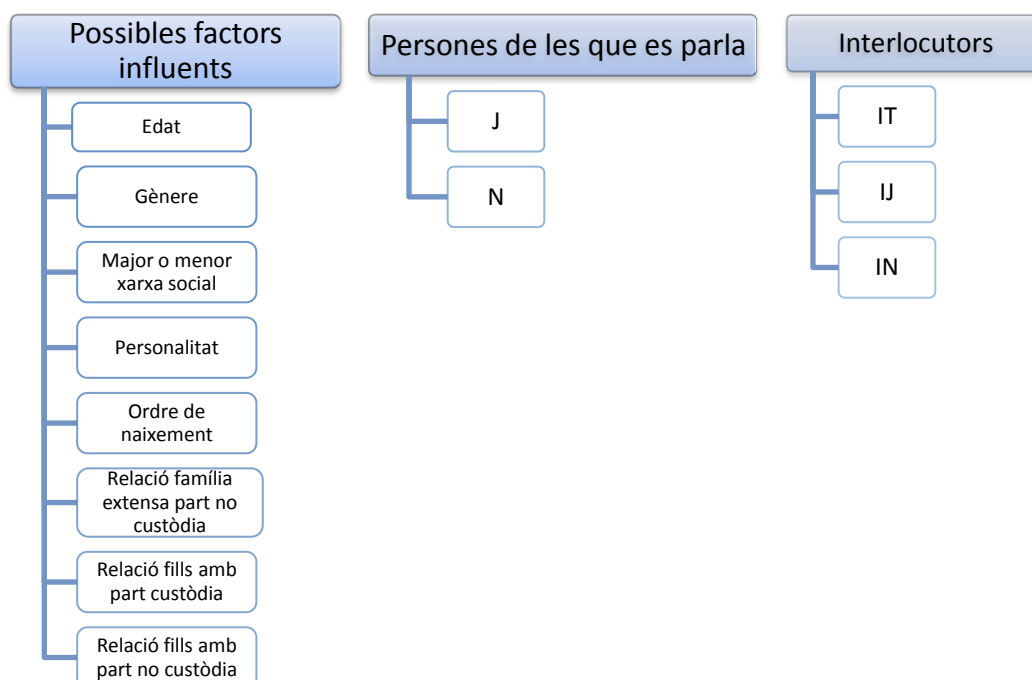 Possibles factors
influents
Edat
Gènere
Major o menor
xarxa social
Personalitat
Ordre de
naixement
Relació família
extensa part no
custòdia
Relació fills amb
part custòdia
Relació fills amb
part no custòdia
Persones de les que es parla
J
N
Interlocutors
IT
IJ
IN